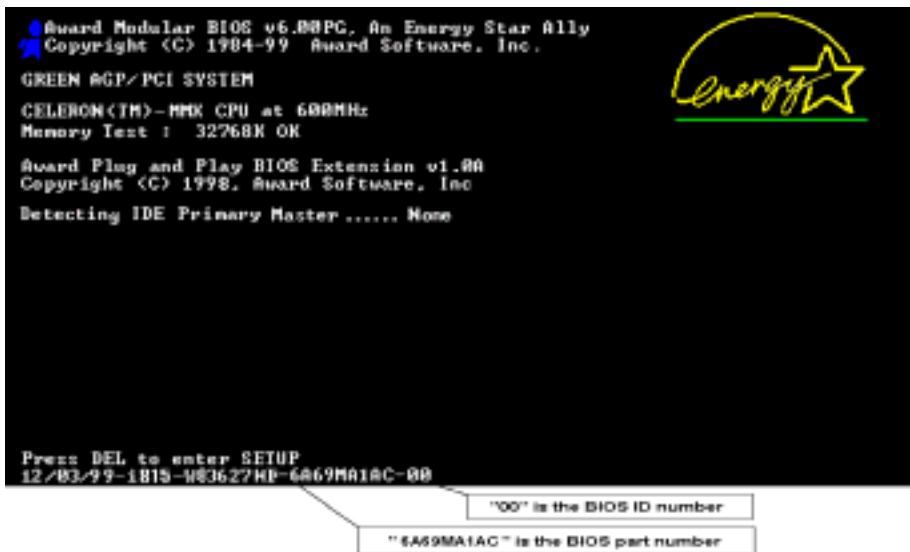 Award Modular BIOS v6.00PG, An Energy Star Ally
Copyright (C) 1984-99 Award Software, Inc.
energy
GREEN AGP/PCI SYSTEM
CELERON(TM)-MMX CPU at 600MHz
Memory Test : 32768K OK
Award Plug and Play BIOS Extension v1.0A
Copyright (C) 1998, Award Software, Inc
Detecting IDE Primary Master ...... None
Press DEL to enter SETUP
12/03/99-i815-W83627HF-6A69MA1AC-00
"00" is the BIOS ID number
"6A69MA1AC" is the BIOS part number